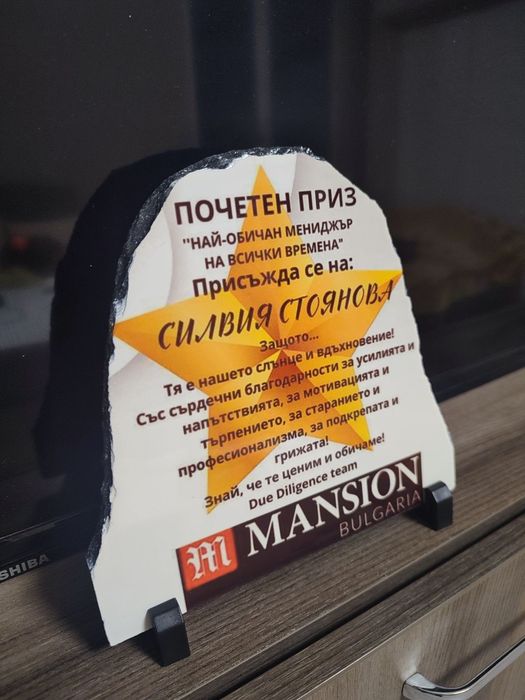 ПОЧЕТЕН ПРИЗ
"НАЙ-ОБИЧАН МЕНИДЖЪР
НА ВСИЧКИ ВРЕМЕНА"
Присъжда се на:
СИЛВИЯ СТОЯНОВА
Защото...
Тя е нашето слънце и вдъхновение!
Със сърдечни благодарности за усилията и
напътствията, за мотивацията и
търпението, за старанието и
професионализма, за подкрепата и
грижата!
Знай, че те ценим и обичаме!
Due Diligence team
M MANSION
BULGARIA
SHIBA